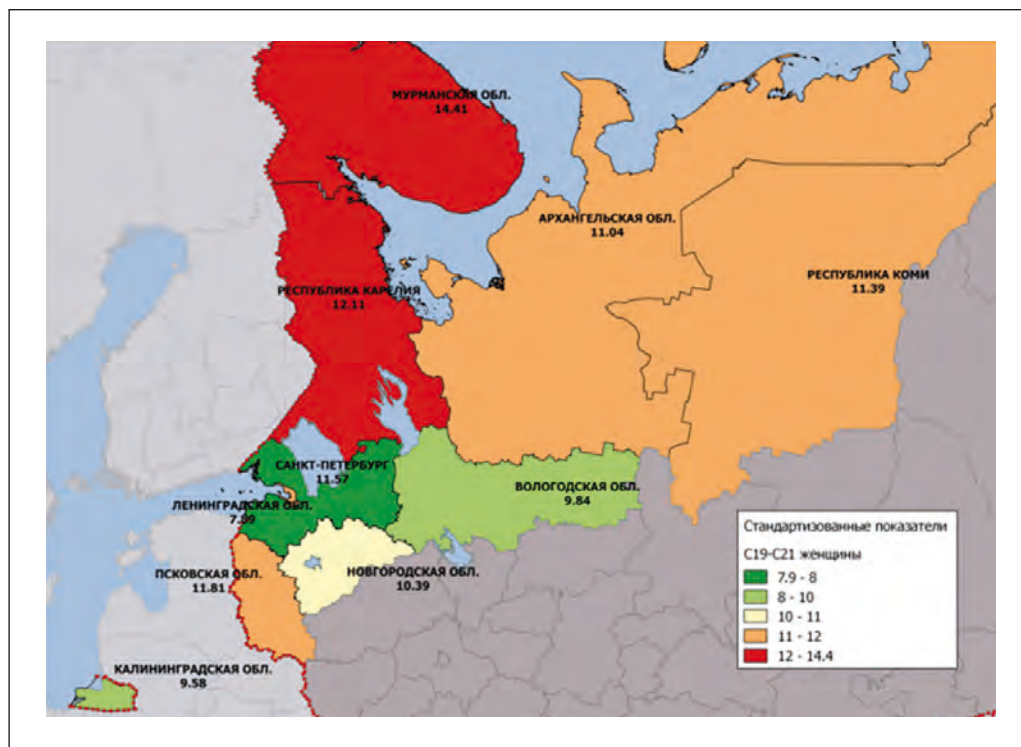 МУРМАНСКАЯ ОБЛ.
14.41
АРХАНГЕЛЬСКАЯ ОБЛ.
11.04
РЕСПУБЛИКА КОМИ
11.39
РЕСПУБЛИКА КАРЕЛИЯ
12.11
САНКТ-ПЕТЕРБУРГ
11.57
ВОЛОГОДСКАЯ ОБЛ.
9.84
ЛЕНИНГРАДСКАЯ ОБЛ.
ПСКОВСКАЯ ОБЛ.
11.81
НОВГОРОДСКАЯ ОБЛ.
10.39
КАЛИНИНГРАДСКАЯ ОБЛ.
9.58
Стандартизованные показатели
C19-C21 женщины
7.9 - 8
8 - 10
10 - 11
11 - 12
12 - 14.4